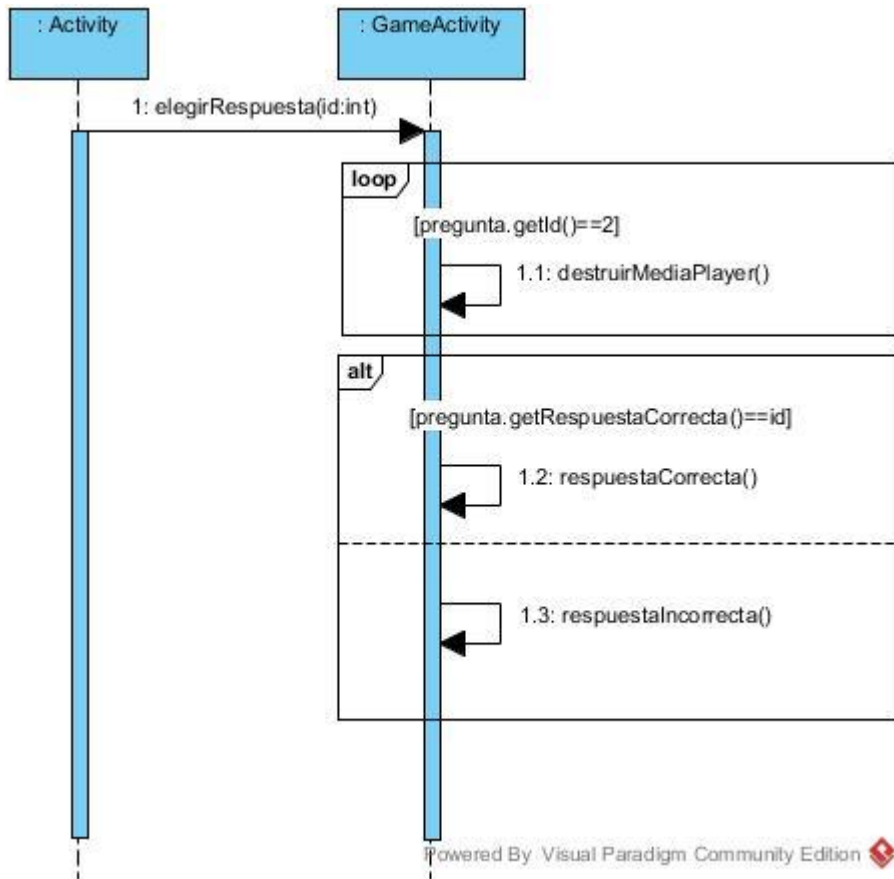 : Activity
: GameActivity
1: elegirRespuesta(id:int)
loop
[pregunta.getId()==2]
1.1: destruirMediaPlayer()
alt
[pregunta.getRespuestaCorrecta()==id]
1.2: respuestaCorrecta()
1.3: respuestaIncorrecta()
Powered By Visual Paradigm Community Edition